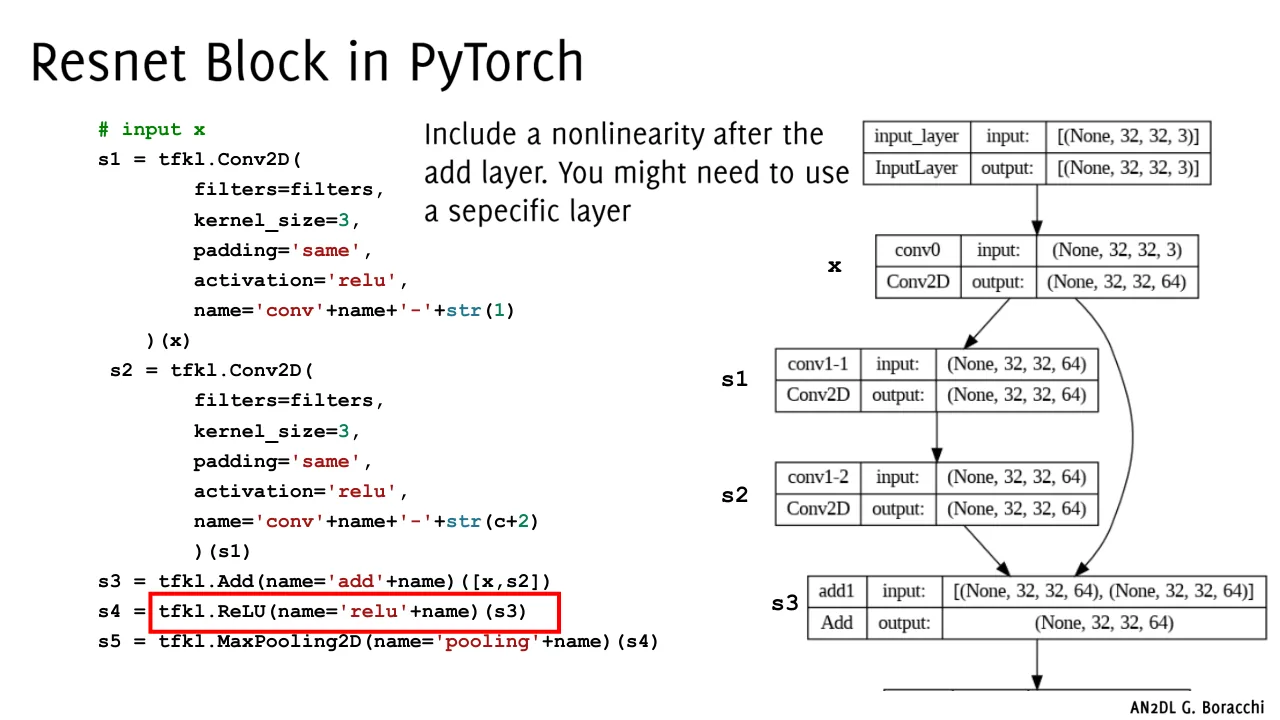 Resnet Block in PyTorch
# input x
s1 = tfkl.Conv2D(
filters=filters,
kernel_size=3,
padding='same',
activation='relu',
name='conv'+name+'-'+str(1)
)(x)
s2 = tfkl.Conv2D(
filters=filters,
kernel_size=3,
padding='same',
activation='relu',
name='conv'+name+'-'+str(c+2)
)(s1)
s3 = tfkl.Add(name='add'+name)([x,s2])
s4 = tfkl.ReLU(name='relu'+name)(s3)
s5 = tfkl.MaxPooling2D(name='pooling'+name)(s4)
Include a nonlinearity after the
add layer. You might need to use
a sepecific layer
input_layer input: [(None, 32, 32, 3)]
InputLayer output: [(None, 32, 32, 3)]
x
conv0 input: (None, 32, 32, 3)
Conv2D output: (None, 32, 32, 64)
s1
conv1-1 input: (None, 32, 32, 64)
Conv2D output: (None, 32, 32, 64)
s2
conv1-2 input: (None, 32, 32, 64)
Conv2D output: (None, 32, 32, 64)
s3
add1 input: [(None, 32, 32, 64), (None, 32, 32, 64)]
Add output: (None, 32, 32, 64)
AN2DL G. Boracchi